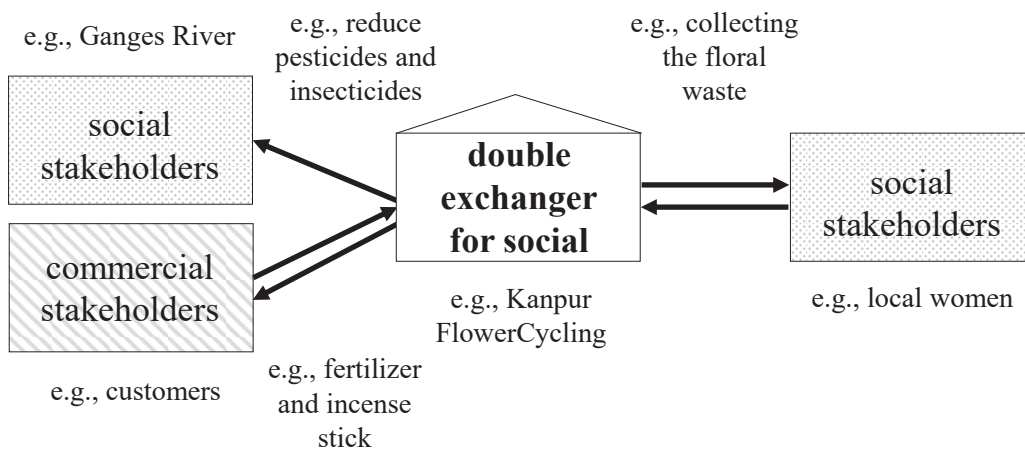 e.g., Ganges River
social
stakeholders
commercial
stakeholders
e.g., customers
e.g., reduce
pesticides and
insecticides
e.g., fertilizer
and incense
stick
double
exchanger
for social
e.g., Kanpur
FlowerCycling
e.g., collecting
the floral
waste
social
stakeholders
e.g., local women